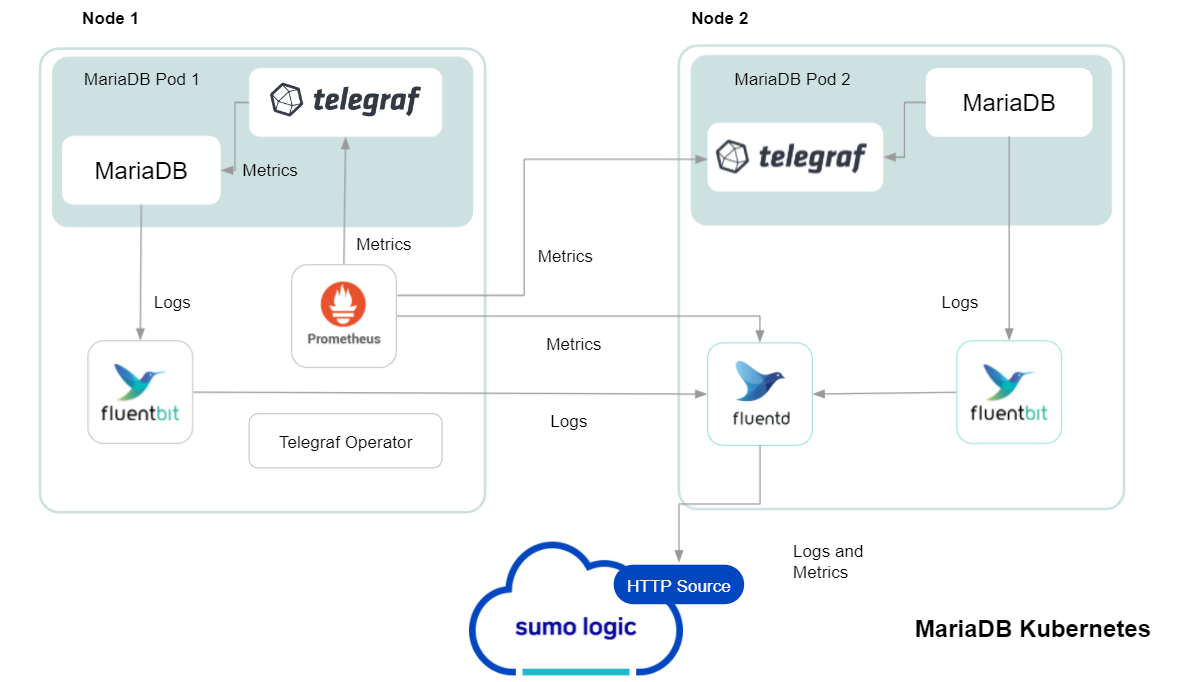 Node 1
Node 2
MariaDB Pod 1
telegraf
MariaDB
Metrics
MariaDB Pod 2
MariaDB
telegraf
Metrics
Metrics
Logs
Prometheus
Metrics
Logs
fluentbit
Logs
fluentd
fluentbit
Telegraf Operator
Logs and
Metrics
HTTP Source
sumo logic
MariaDB Kubernetes